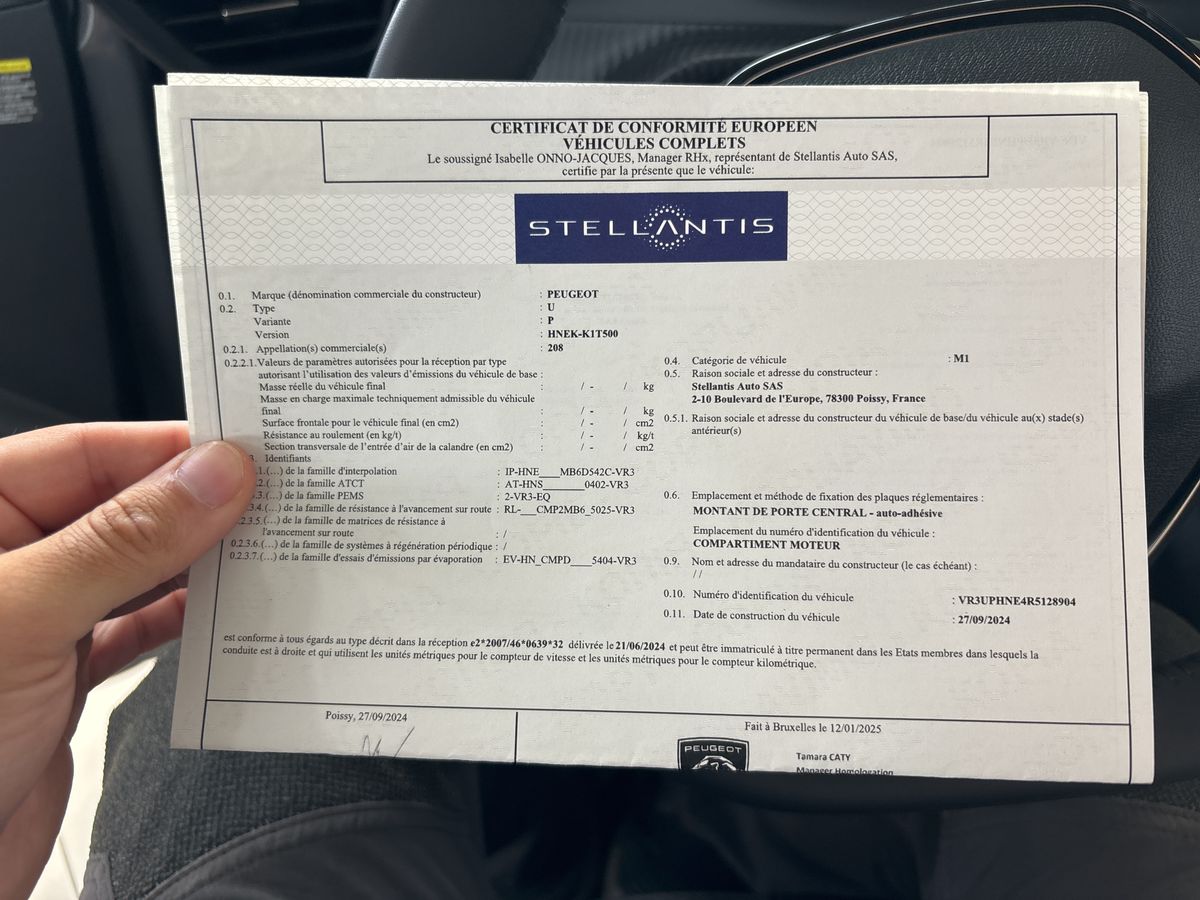 CERTIFICAT DE CONFORMITÉ EUROPEEN
VÉHICULES COMPLETS
Le soussigné Isabelle ONNO-JACQUES, Manager RHx, représentant de Stellantis Auto SAS,
certifie par la présente que le véhicule:
STELLANTIS
0.1. Marque (dénomination commerciale du constructeur) : PEUGEOT
0.2. Type : U
Variante : P
Version : HNEK-K1T500
0.2.1. Appellation(s) commerciale(s) : 208
0.2.2.1. Valeurs de paramètres autorisées pour la réception par type
autorisant l'utilisation des valeurs d'émissions du véhicule de base :
Masse réelle du véhicule final : / - / kg
Masse en charge maximale techniquement admissible du véhicule
final : / - / kg
Surface frontale pour le véhicule final (en cm2) : / - / cm2
Résistance au roulement (en kg/t) : / - / kg/t
Section transversale de l'entrée d'air de la calandre (en cm2) : / - / cm2
3. Identifiants
.1.(...) de la famille d'interpolation : IP-HNE____MB6D542C-VR3
.2.(...) de la famille ATCT : AT-HNS________0402-VR3
.3.(...) de la famille PEMS : 2-VR3-EQ
.3.4.(...) de la famille de résistance à l'avancement sur route : RL-___CMP2MB6_5025-VR3
.2.3.5.(...) de la famille de matrices de résistance à
l'avancement sur route : /
0.2.3.6.(...) de la famille de systèmes à régénération périodique : /
0.2.3.7.(...) de la famille d'essais d'émissions par évaporation : EV-HN_CMPD____5404-VR3
0.4. Catégorie de véhicule : M1
0.5. Raison sociale et adresse du constructeur :
Stellantis Auto SAS
2-10 Boulevard de l'Europe, 78300 Poissy, France
0.5.1. Raison sociale et adresse du constructeur du véhicule de base/du véhicule au(x) stade(s)
antérieur(s)
0.6. Emplacement et méthode de fixation des plaques réglementaires :
MONTANT DE PORTE CENTRAL - auto-adhésive
Emplacement du numéro d'identification du véhicule :
COMPARTIMENT MOTEUR
0.9. Nom et adresse du mandataire du constructeur (le cas échéant) :
/ /
0.10. Numéro d'identification du véhicule : VR3UPHNE4R5128904
0.11. Date de construction du véhicule : 27/09/2024
est conforme à tous égards au type décrit dans la réception e2*2007/46*0639*32 délivrée le 21/06/2024 et peut être immatriculé à titre permanent dans les Etats membres dans lesquels la
conduite est à droite et qui utilisent les unités métriques pour le compteur de vitesse et les unités métriques pour le compteur kilométrique.
Poissy, 27/09/2024
Fait à Bruxelles le 12/01/2025
PEUGEOT
Tamara CATY
Manager Homologation